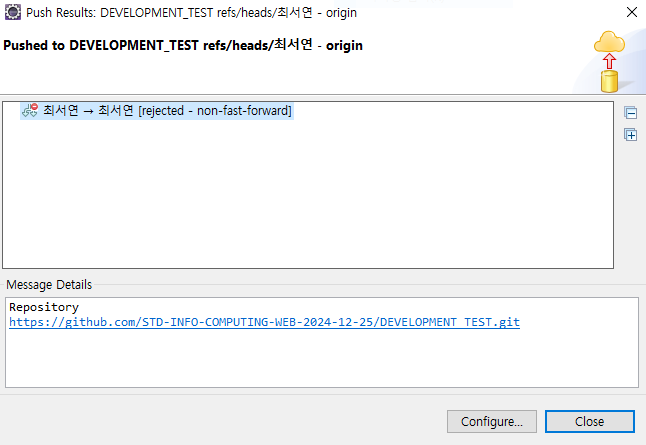 Push Results: DEVELOPMENT_TEST refs/heads/최서연 - origin
Pushed to DEVELOPMENT_TEST refs/heads/최서연 - origin
최서연 → 최서연 [rejected - non-fast-forward]
Message Details
Repository
https://github.com/STD-INFO-COMPUTING-WEB-2024-12-25/DEVELOPMENT_TEST.git
Configure...
Close